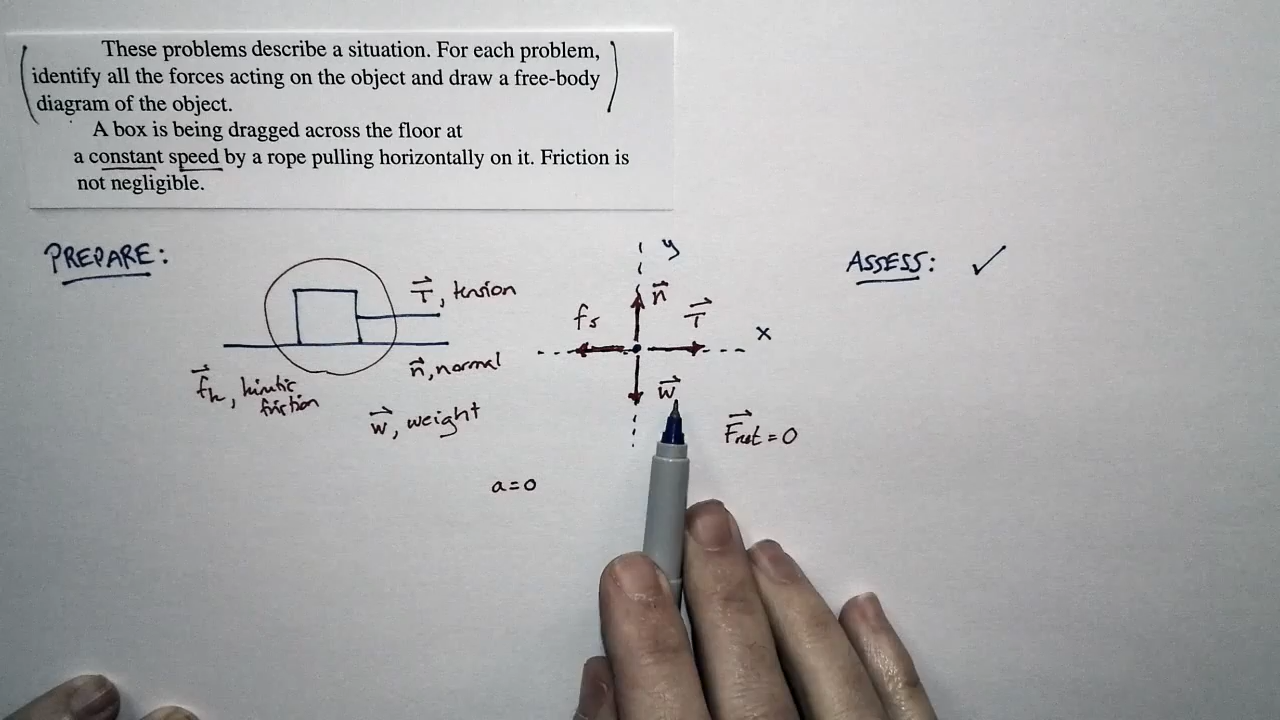 These problems describe a situation. For each problem,
identify all the forces acting on the object and draw a free-body
diagram of the object.
A box is being dragged across the floor at
a constant speed by a rope pulling horizontally on it. Friction is
not negligible.
PREPARE:
T, tension
n, normal
w, weight
fk, kinetic
friction
a=0
y
n
fs
T
x
w
Fnet=0
ASSESS: ✓